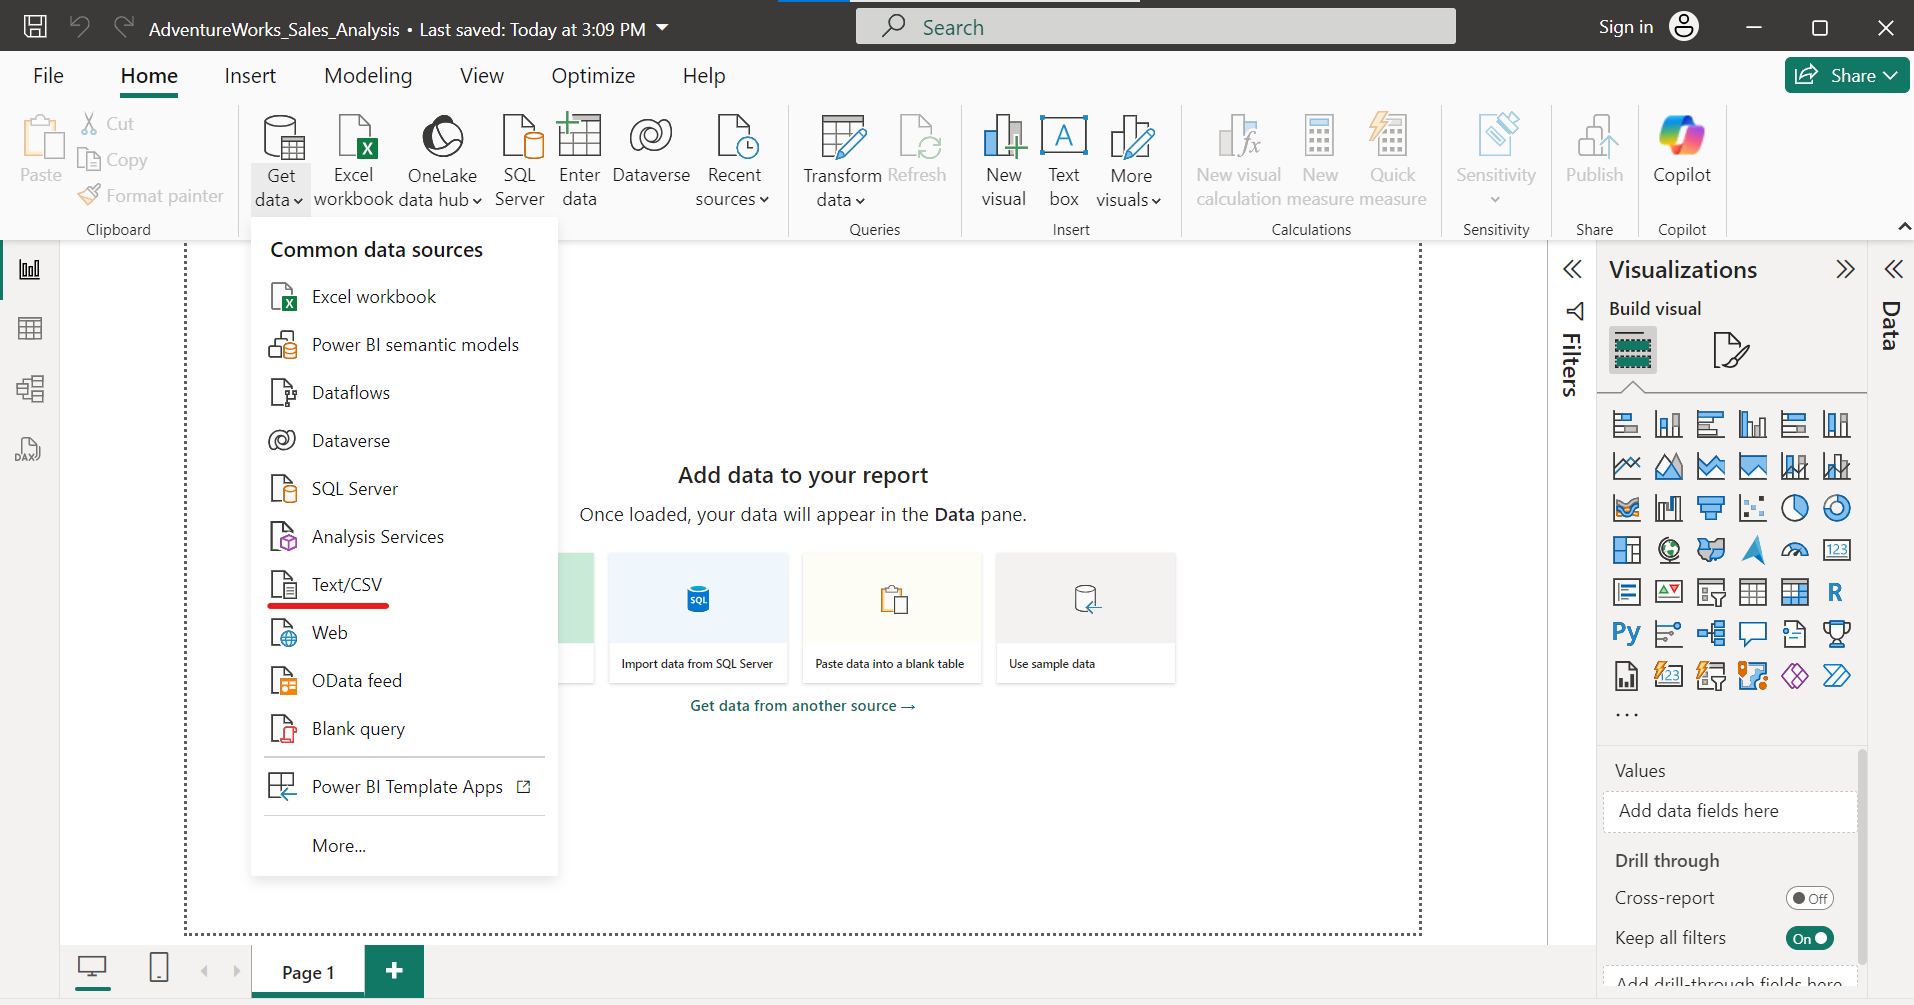 AdventureWorks_Sales_Analysis • Last saved: Today at 3:09 PM
Search
Sign in
File Home Insert Modeling View Optimize Help
Share
Paste
Cut
Copy
Format painter
Clipboard
Get data
Excel workbook
OneLake data hub
SQL Server
Enter data
Dataverse
Recent sources
Transform data
Refresh
Queries
New visual
Text box
More visuals
Insert
New visual calculation
New measure
Quick measure
Calculations
Sensitivity
Sensitivity
Publish
Share
Copilot
Copilot
Common data sources
Excel workbook
Power BI semantic models
Dataflows
Dataverse
SQL Server
Analysis Services
Text/CSV
Web
OData feed
Blank query
Power BI Template Apps
More...
DAX
Add data to your report
Once loaded, your data will appear in the Data pane.
SQL
Import data from SQL Server
Paste data into a blank table
Use sample data
Get data from another source →
Filters
Visualizations
Build visual
123
R
Py
123
...
Values
Add data fields here
Drill through
Cross-report
Off
Keep all filters
On
Add drill-through fields here
Data
Page 1